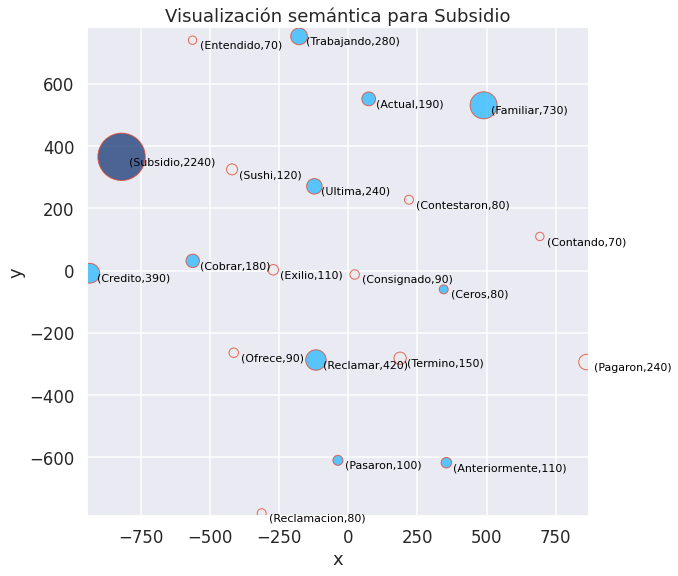 Visualización semántica para Subsidio
(Entendido,70)
(Trabajando,280)
(Actual,190)
(Familiar,730)
(Subsidio,2240)
(Sushi,120)
(Ultima,240)
(Contestaron,80)
(Contando,70)
(Credito,390)
(Cobrar,180)
(Exilio,110)
(Consignado,90)
(Ceros,80)
(Ofrece,90)
(Reclamar,420)
(Termino,150)
(Pagaron,240)
(Pasaron,100)
(Anteriormente,110)
(Reclamacion,80)
600
400
200
0
−200
−400
−600
y
−750
−500
−250
0
250
500
750
x